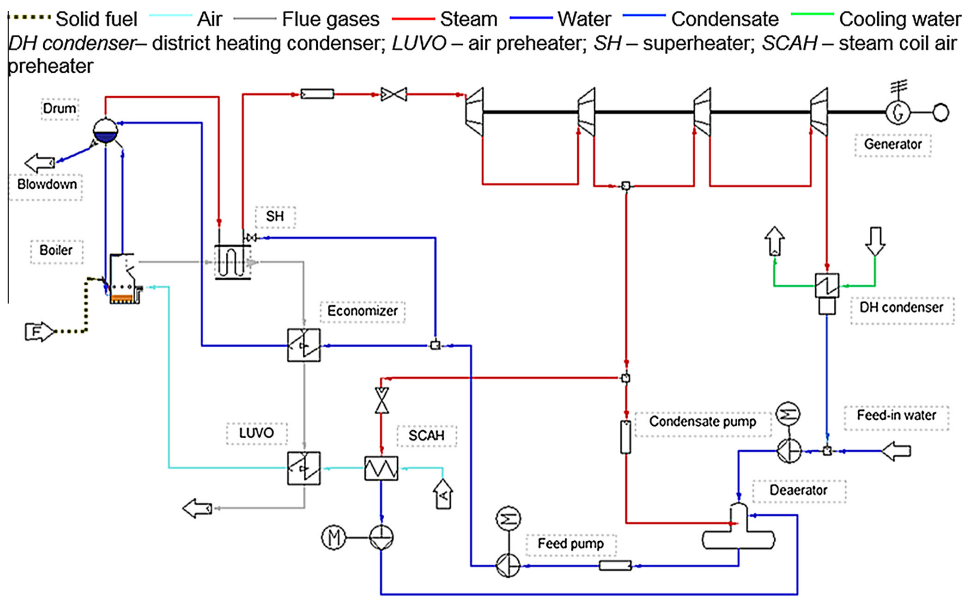 Solid fuel Air Flue gases Steam Water Condensate Cooling water
DH condenser– district heating condenser; LUVO – air preheater; SH – superheater; SCAH – steam coil air
preheater
Drum
G
Generator
Blowdown
SH
Boiler
Economizer
DH condenser
F
M
Feed-in water
Condensate pump
LUVO
SCAH
A
Deaerator
M
M
Feed pump